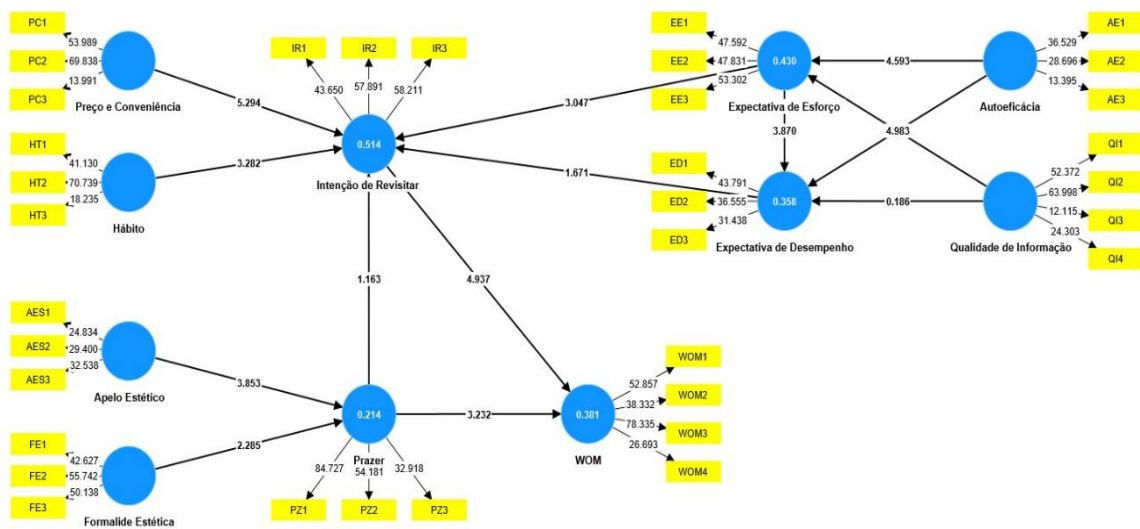 PC1
53.989
PC2
69.838
13.991
PC3
Preço e Conveniência
HT1
41.130
HT2
70.739
18.235
HT3
Hábito
5.294
3.282
IR1
IR2
IR3
43.650
57.891
58.211
0.514
Intenção de Revisitar
EE1
47.592
EE2
47.831
53.302
EE3
0.430
Expectativa de Esforço
3.047
3.870
1.671
ED1
43.791
ED2
36.555
31.438
ED3
0.358
Expectativa de Desempenho
4.593
4.983
0.186
AE1
36.529
AE2
28.696
13.395
AE3
Autoeficácia
QI1
52.372
QI2
63.998
12.115
QI3
24.303
QI4
Qualidade de Informação
1.163
4.937
AES1
24.834
AES2
29.400
32.538
AES3
Apelo Estético
3.853
FE1
42.627
FE2
55.742
50.138
FE3
Formalide Estética
2.285
0.214
Prazer
84.727
54.181
32.918
PZ1
PZ2
PZ3
3.232
0.381
WOM
WOM1
52.857
WOM2
38.332
78.335
WOM3
26.693
WOM4